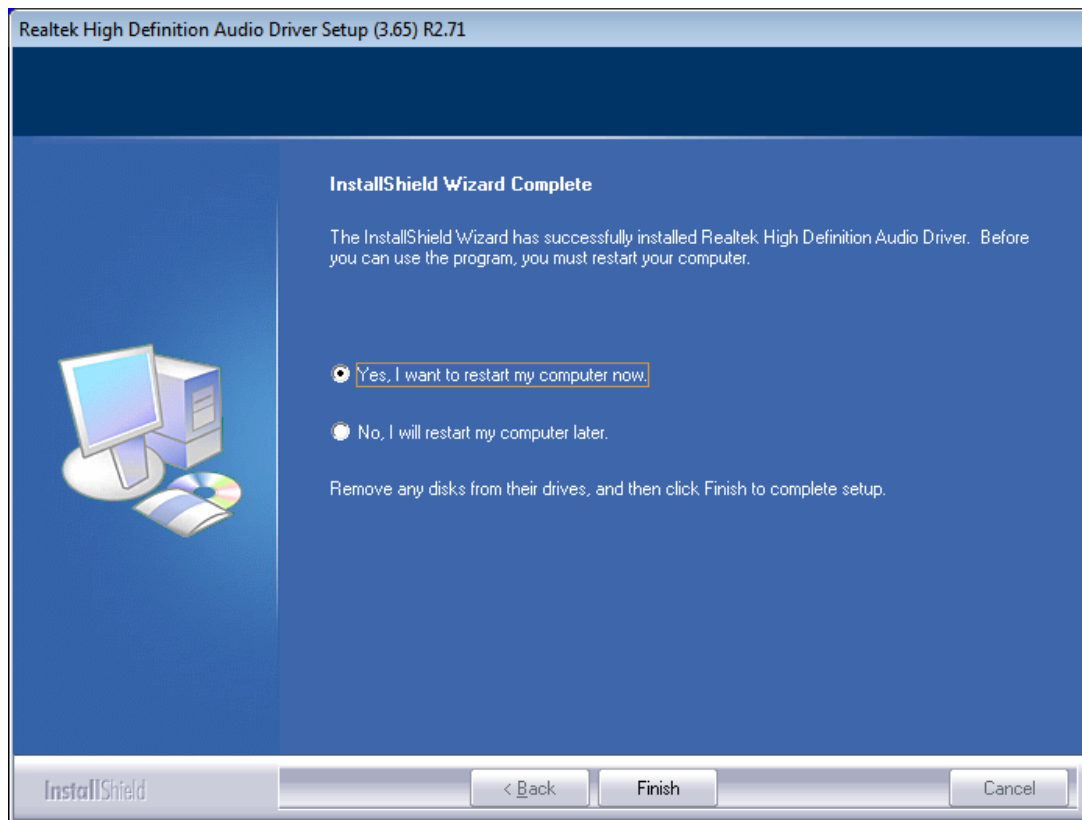 Realtek High Definition Audio Driver Setup (3.65) R2.71
InstallShield Wizard Complete
The InstallShield Wizard has successfully installed Realtek High Definition Audio Driver. Before
you can use the program, you must restart your computer.
Yes, I want to restart my computer now.
No, I will restart my computer later.
Remove any disks from their drives, and then click Finish to complete setup.
InstallShield
< Back
Finish
Cancel